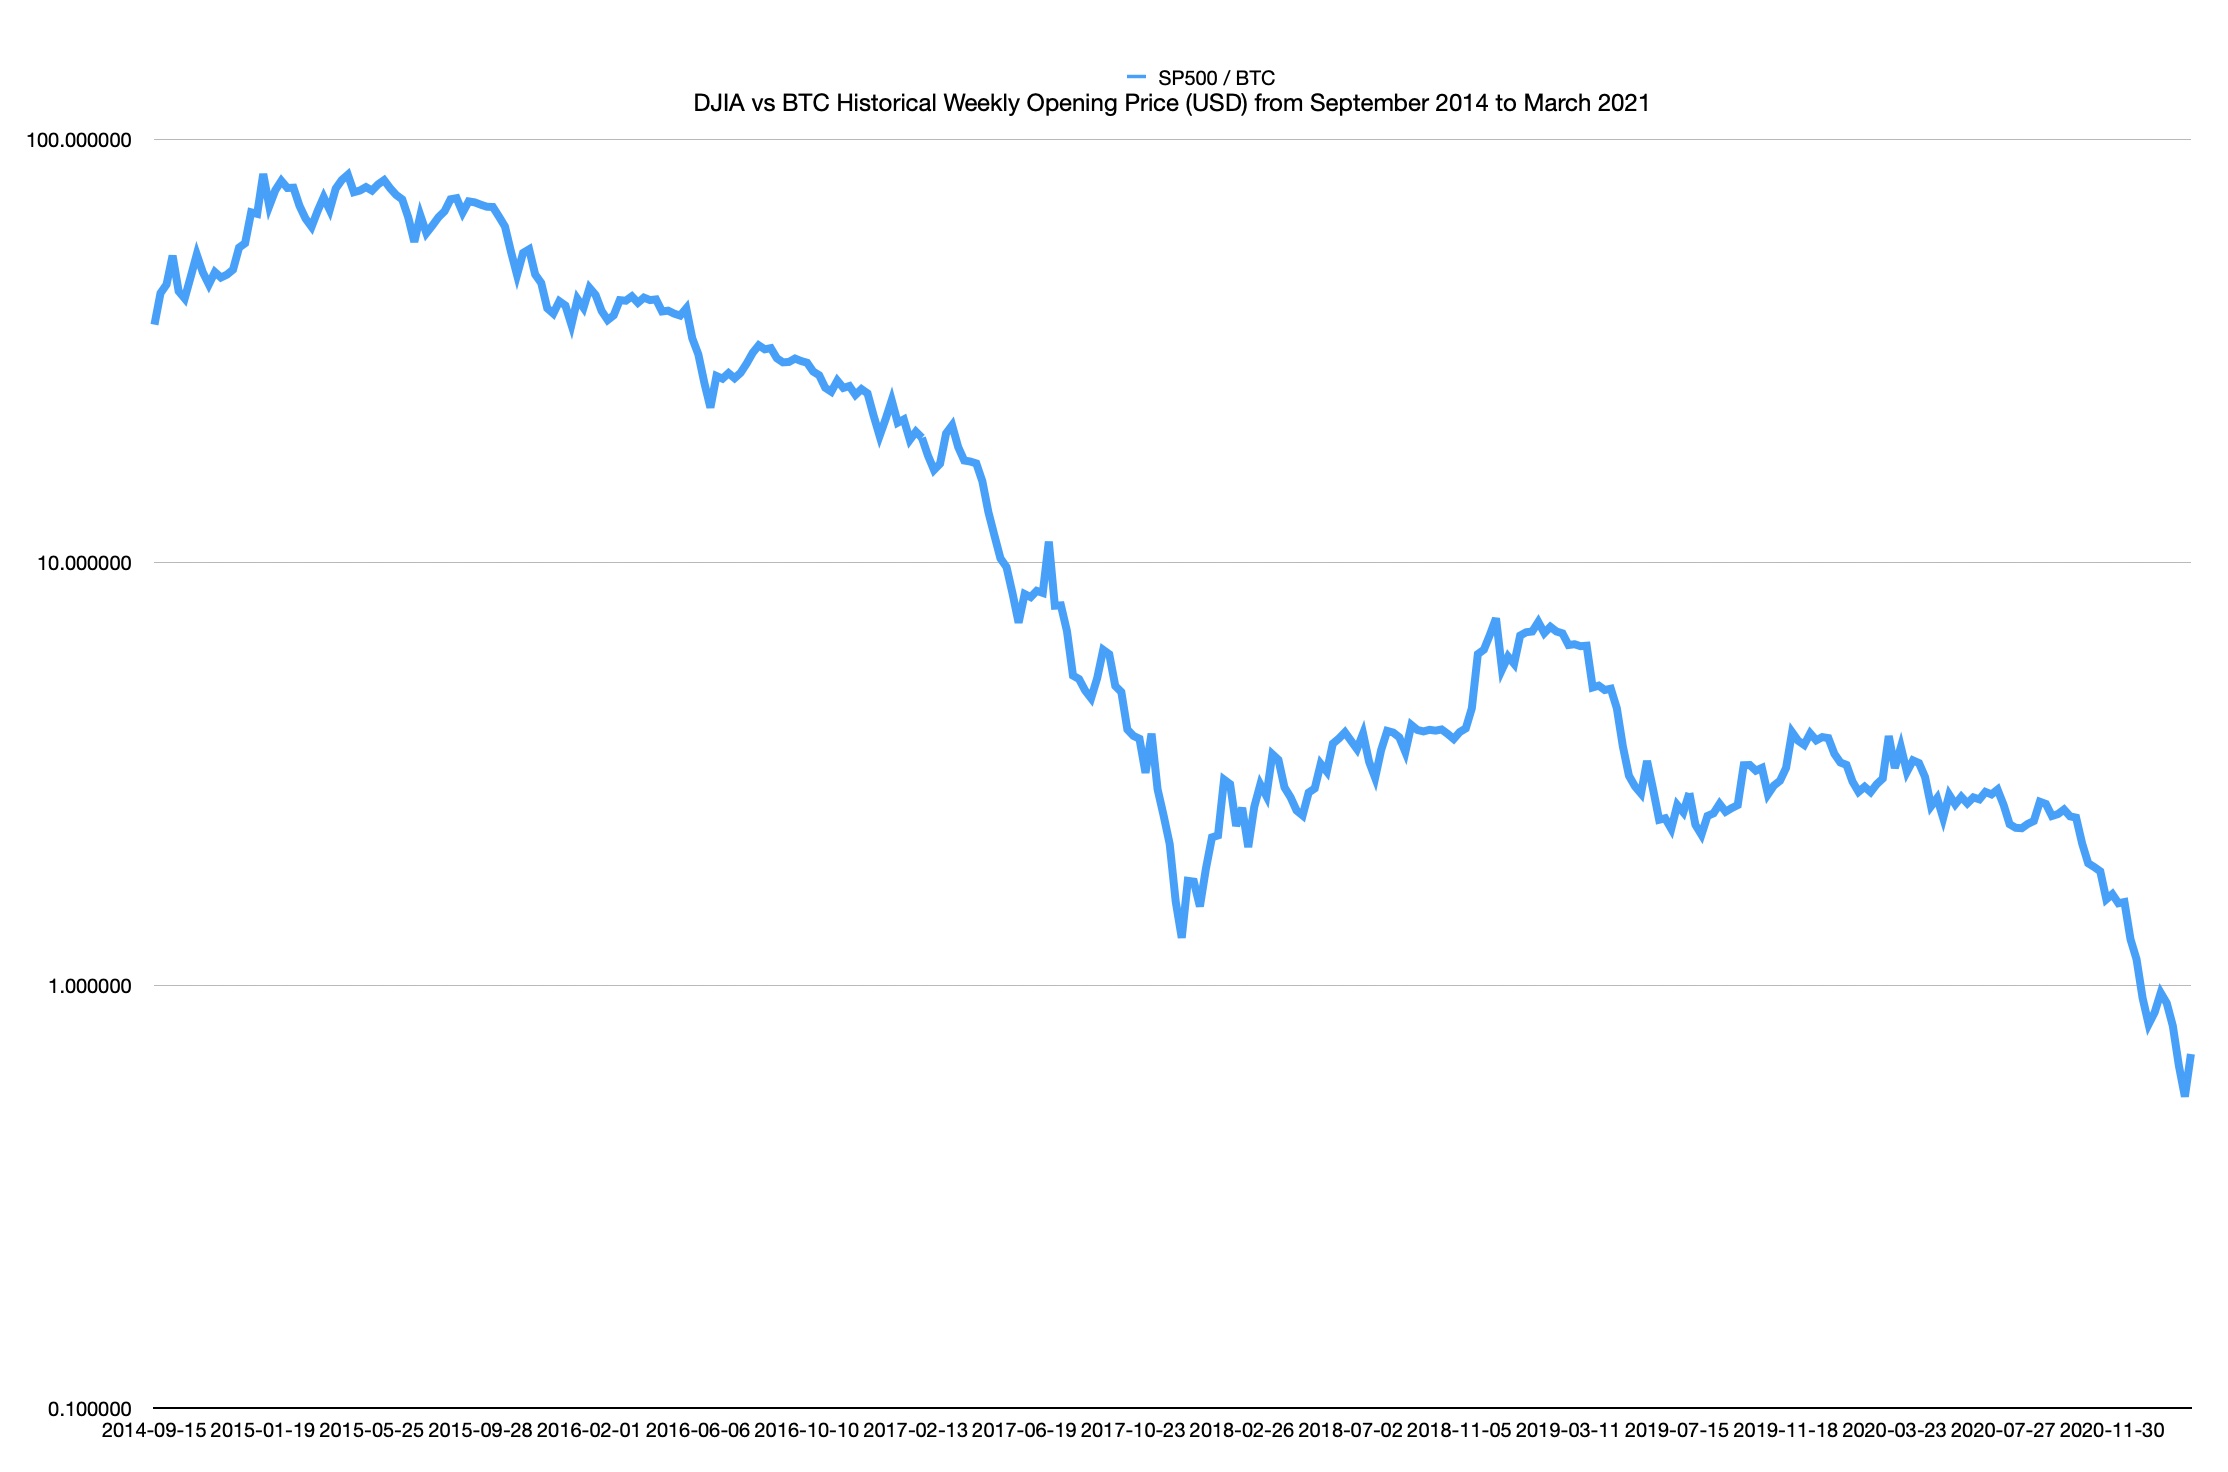 SP500 / BTC
DJIA vs BTC Historical Weekly Opening Price (USD) from September 2014 to March 2021
100.000000
10.000000
1.000000
0.100000
2014-09-15 2015-01-19 2015-05-25 2015-09-28 2016-02-01 2016-06-06 2016-10-10 2017-02-13 2017-06-19 2017-10-23 2018-02-26 2018-07-02 2018-11-05 2019-03-11 2019-07-15 2019-11-18 2020-03-23 2020-07-27 2020-11-30